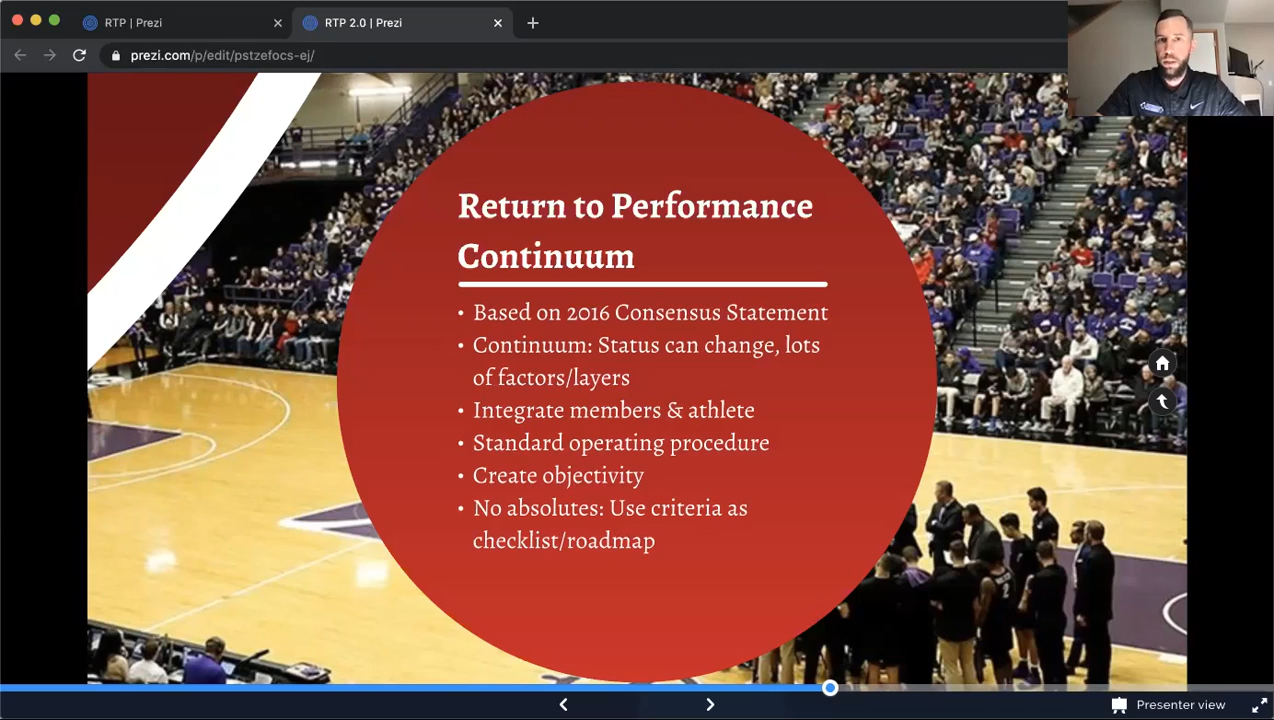 RTP | Prezi
RTP 2.0 | Prezi
prezi.com/p/edit/pstzefocs-ej/
Return to Performance
Continuum
• Based on 2016 Consensus Statement
• Continuum: Status can change, lots
of factors/layers
• Integrate members & athlete
• Standard operating procedure
• Create objectivity
• No absolutes: Use criteria as
checklist/roadmap
Presenter view